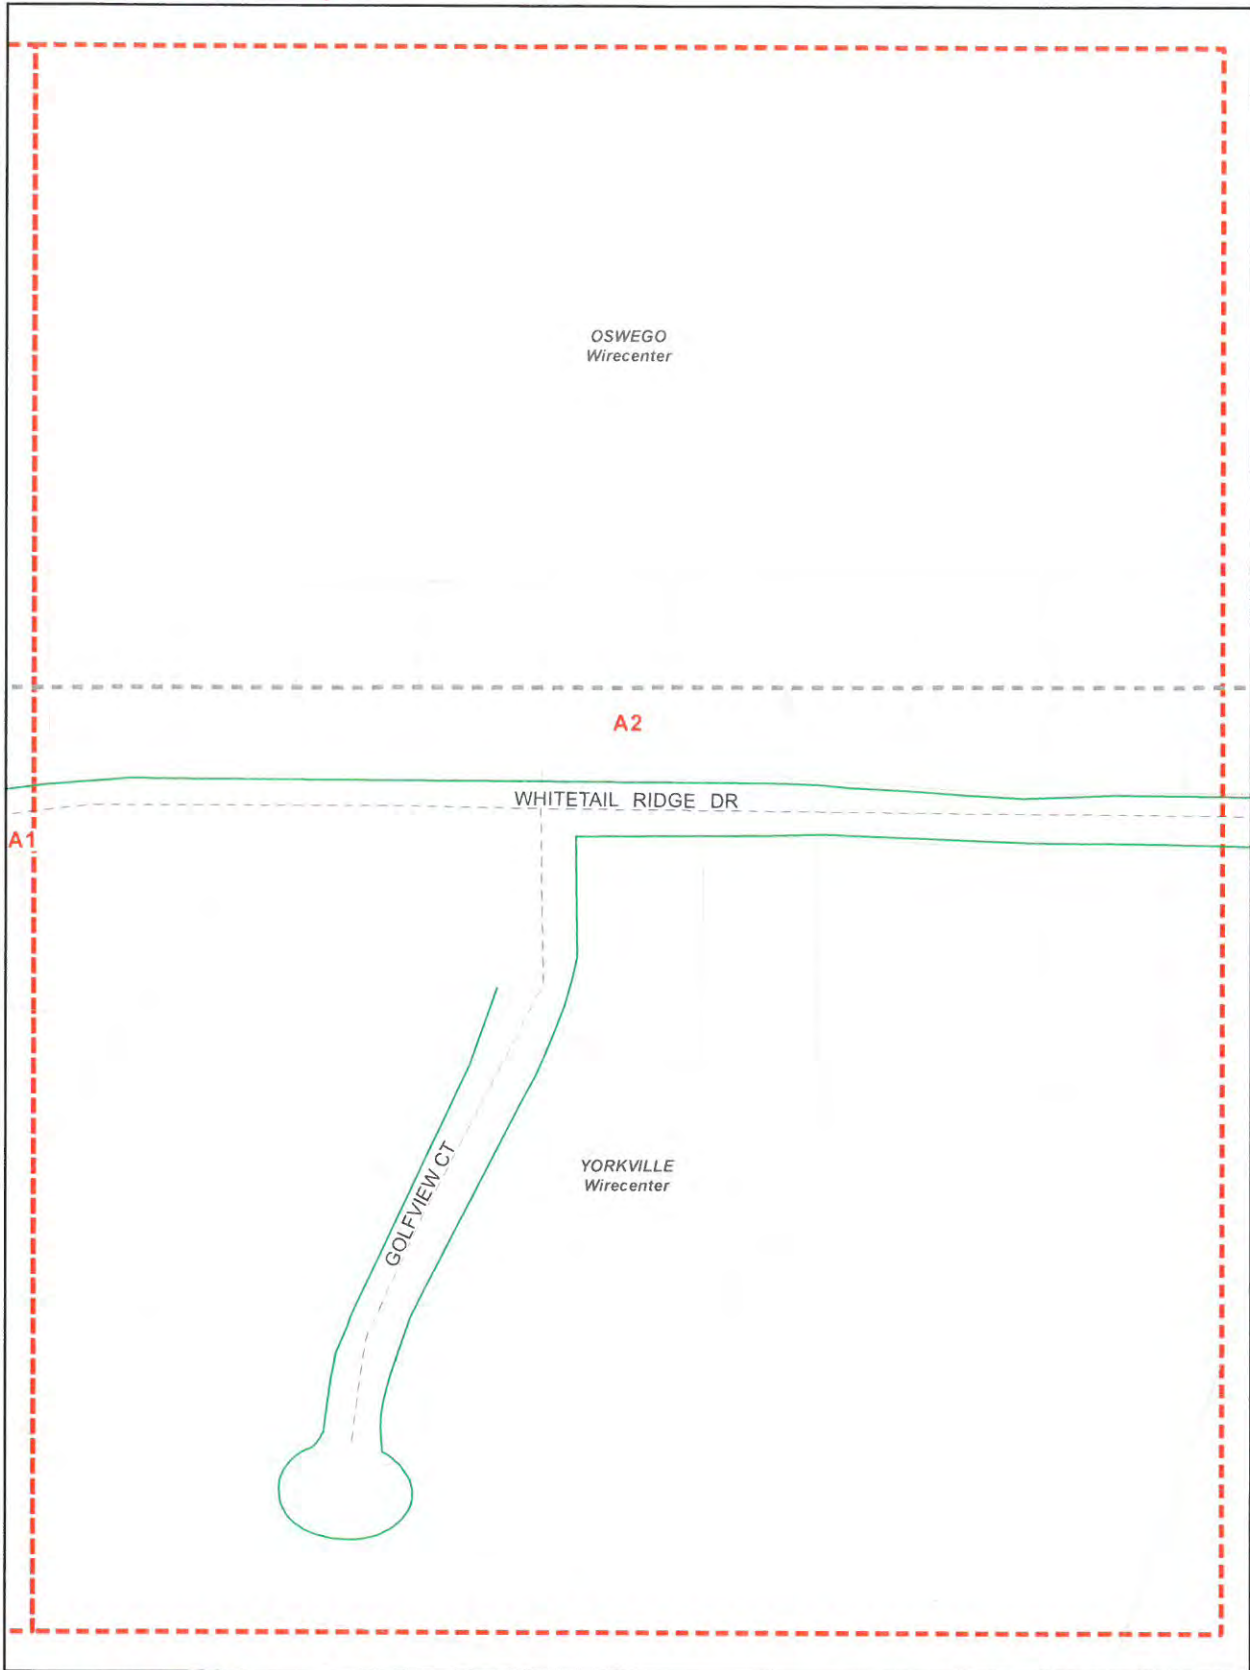 OSWEGO
Wirecenter
A2
WHITETAIL RIDGE DR
A1
GOLFVIEW CT
YORKVILLE
Wirecenter